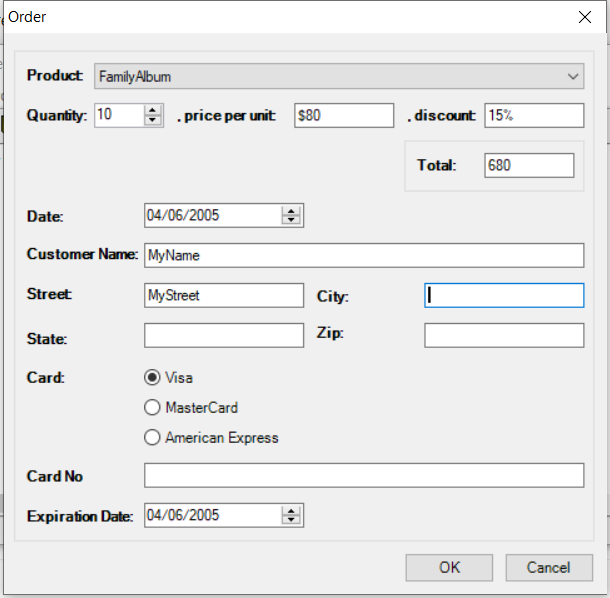 Order
Product: FamilyAlbum
Quantity: 10 , price per unit: $80 , discount: 15%
Total: 680
Date: 04/06/2005
Customer Name: MyName
Street: MyStreet City:
State: Zip:
Card: Visa
MasterCard
American Express
Card No
Expiration Date: 04/06/2005
OK Cancel